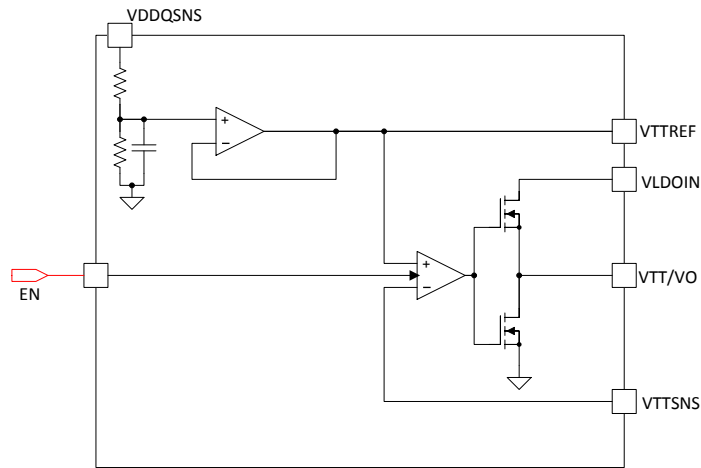 VDDQSNS
+
−
VTTREF
VLDOIN
+
−
EN
VTT/VO
VTTSNS